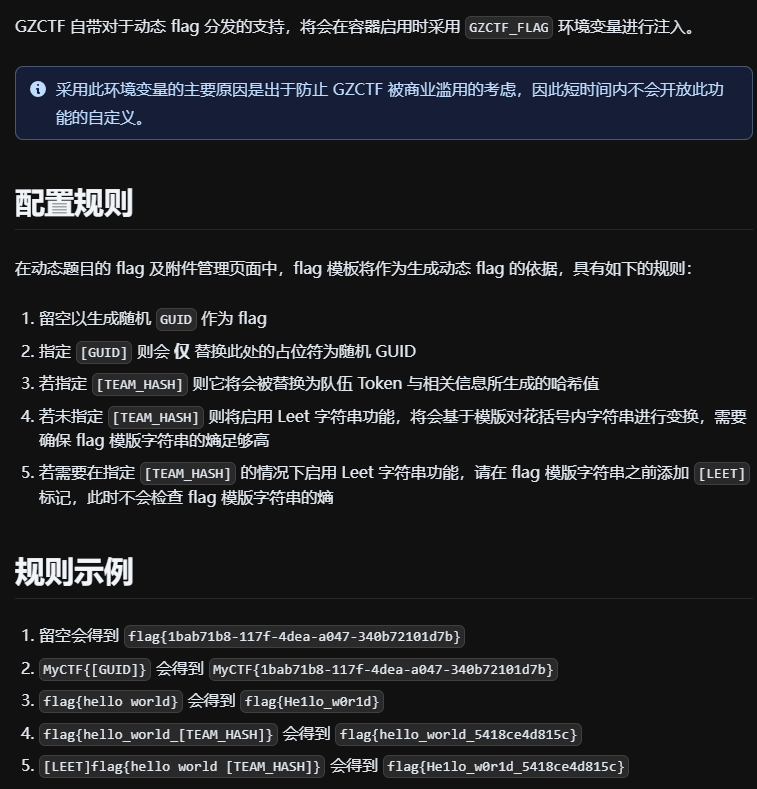 GZCTF 自带对于动态 flag 分发的支持，将会在容器启用时采用 GZCTF_FLAG 环境变量进行注入。
采用此环境变量的主要原因是出于防止 GZCTF 被商业滥用的考虑，因此短时间内不会开放此功
能的自定义。
配置规则
在动态题目的 flag 及附件管理页面中，flag 模板将作为生成动态 flag 的依据，具有如下的规则：
1. 留空以生成随机 GUID 作为 flag
2. 指定 [GUID] 则会 仅 替换此处的占位符为随机 GUID
3. 若指定 [TEAM_HASH] 则它将会被替换为队伍 Token 与相关信息所生成的哈希值
4. 若未指定 [TEAM_HASH] 则将启用 Leet 字符串功能，将会基于模版对花括号内字符串进行变换，需要
确保 flag 模版字符串的熵足够高
5. 若需要在指定 [TEAM_HASH] 的情况下启用 Leet 字符串功能，请在 flag 模版字符串之前添加 [LEET]
标记，此时不会检查 flag 模版字符串的熵
规则示例
1. 留空会得到 flag{1bab71b8-117f-4dea-a047-340b72101d7b}
2. MyCTF{[GUID]} 会得到 MyCTF{1bab71b8-117f-4dea-a047-340b72101d7b}
3. flag{hello world} 会得到 flag{He1lo_w0r1d}
4. flag{hello_world_[TEAM_HASH]} 会得到 flag{hello_world_5418ce4d815c}
5. [LEET]flag{hello world [TEAM_HASH]} 会得到 flag{He1lo_w0r1d_5418ce4d815c}